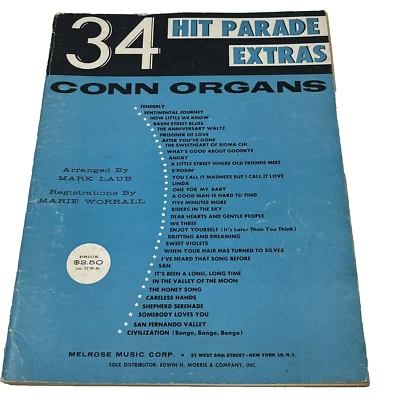 34 HIT PARADE
EXTRAS
CONN ORGANS
TENDERLY
SENTIMENTAL JOURNEY
HOW LITTLE WE KNOW
BASIN STREET BLUES
THE ANNIVERSARY WALTZ
PRISONER OF LOVE
AFTER YOU'VE GONE
THE SWEETHEART OF SIGMA CHI
WHAT'S GOOD ABOUT GOODBYE
ANGRY
A LITTLE STREET WHERE OLD FRIENDS MEET
S'POSIN'
YOU CALL IT MADNESS BUT I CALL IT LOVE
LINDA
ONE FOR MY BABY
A GOOD MAN IS HARD TO FIND
FIVE MINUTES MORE
RIDERS IN THE SKY
DEAR HEARTS AND GENTLE PEOPLE
WE THREE
ENJOY YOURSELF (It's Later Than You Think)
DRIFTING AND DREAMING
SWEET VIOLETS
WHEN YOUR HAIR HAS TURNED TO SILVER
I'VE HEARD THAT SONG BEFORE
SAN
IT'S BEEN A LONG, LONG TIME
IN THE VALLEY OF THE MOON
THE HONEY SONG
CARELESS HANDS
SHEPHERD SERENADE
SOMEBODY LOVES YOU
SAN FERNANDO VALLEY
CIVILIZATION (Bongo, Bongo, Bongo)
Arranged By
MARK LAUB
Registrations By
MARIE WORRALL
PRICE
$2.50
IN U.S.A.
MELROSE MUSIC CORP. • 31 WEST 54th STREET - NEW YORK 19, N.Y.
SOLE DISTRIBUTOR: EDWIN H. MORRIS & COMPANY, INC.